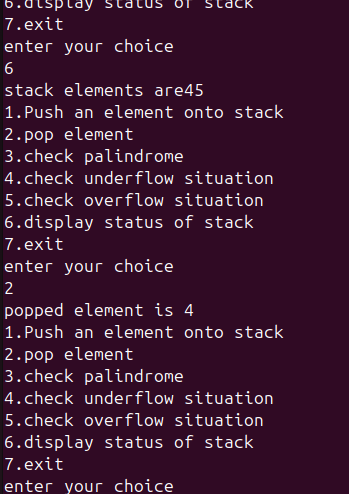 6.display status of stack
7.exit
enter your choice
6
stack elements are45
1.Push an element onto stack
2.pop element
3.check palindrome
4.check underflow situation
5.check overflow situation
6.display status of stack
7.exit
enter your choice
2
popped element is 4
1.Push an element onto stack
2.pop element
3.check palindrome
4.check underflow situation
5.check overflow situation
6.display status of stack
7.exit
enter your choice